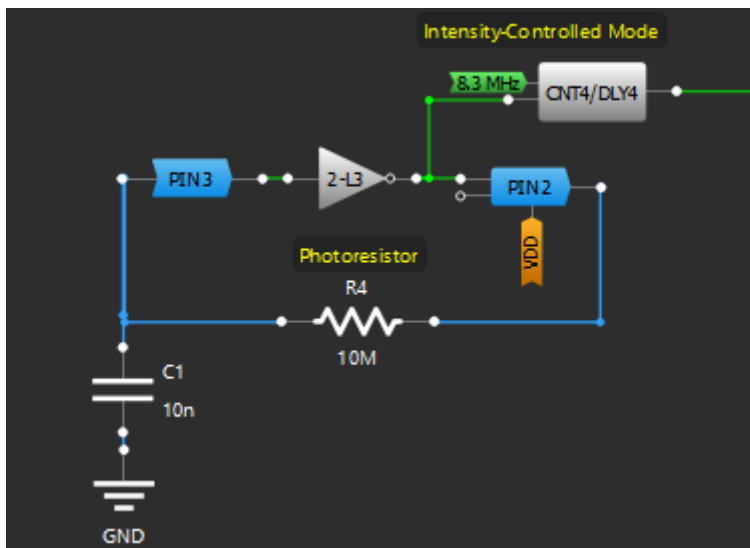 Intensity-Controlled Mode
8.3 MHz
CNT4/DLY4
PIN 3
2-L3
PIN 2
VDD
Photoresistor
R4
10M
C1
10n
GND